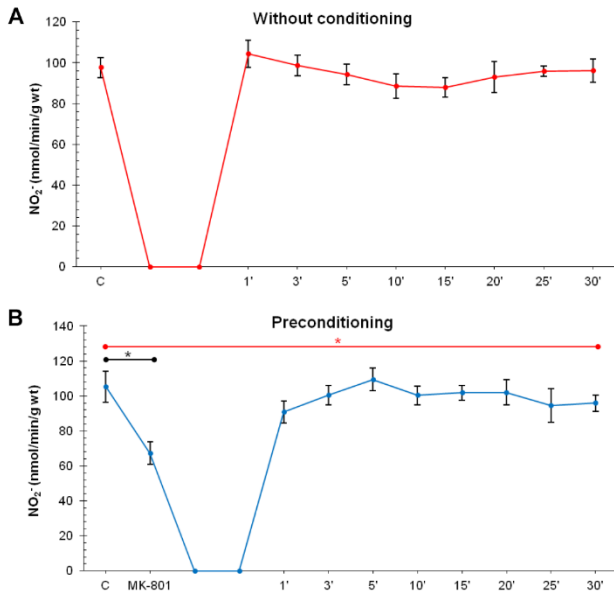 A
Without conditioning
NO₂⁻ (nmol/min/g wt)
120
100
80
60
40
20
0
C 1' 3' 5' 10' 15' 20' 25' 30'
B
Preconditioning
NO₂⁻ (nmol/min/g wt)
140
120
100
80
60
40
20
0
*
*
C MK-801 1' 3' 5' 10' 15' 20' 25' 30'